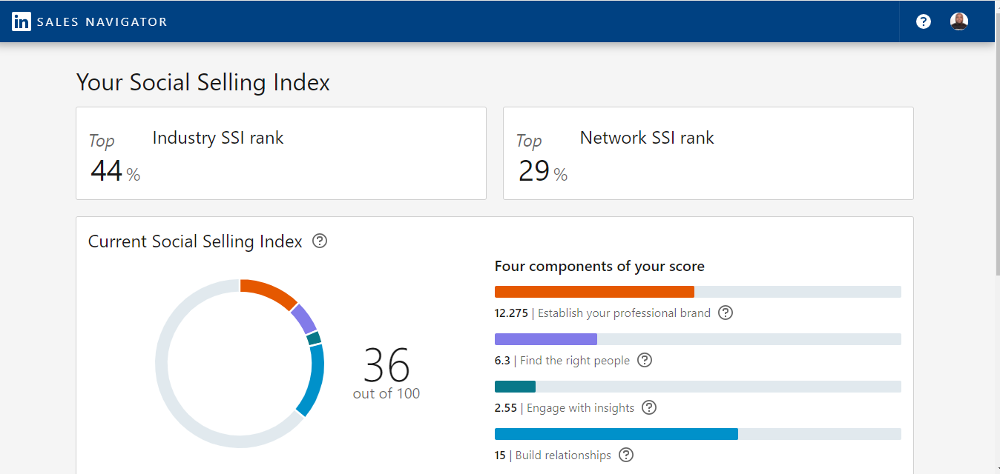 in SALES NAVIGATOR
?
Your Social Selling Index
Top
Industry SSI rank
44 %
Top
Network SSI rank
29 %
Current Social Selling Index ?
36
out of 100
Four components of your score
12.275 | Establish your professional brand ?
6.3 | Find the right people ?
2.55 | Engage with insights ?
15 | Build relationships ?